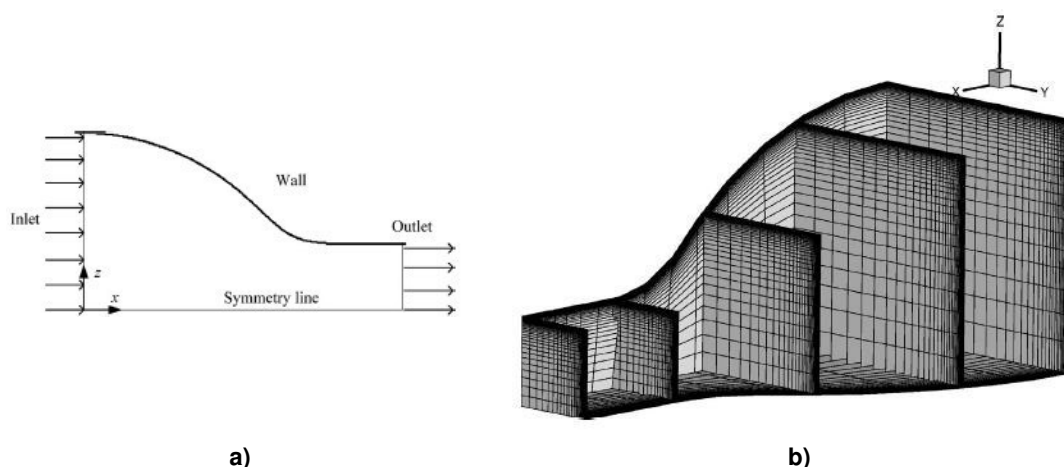 Wall
Inlet
Outlet
z
x
Symmetry line
a)
Z
X
Y
b)